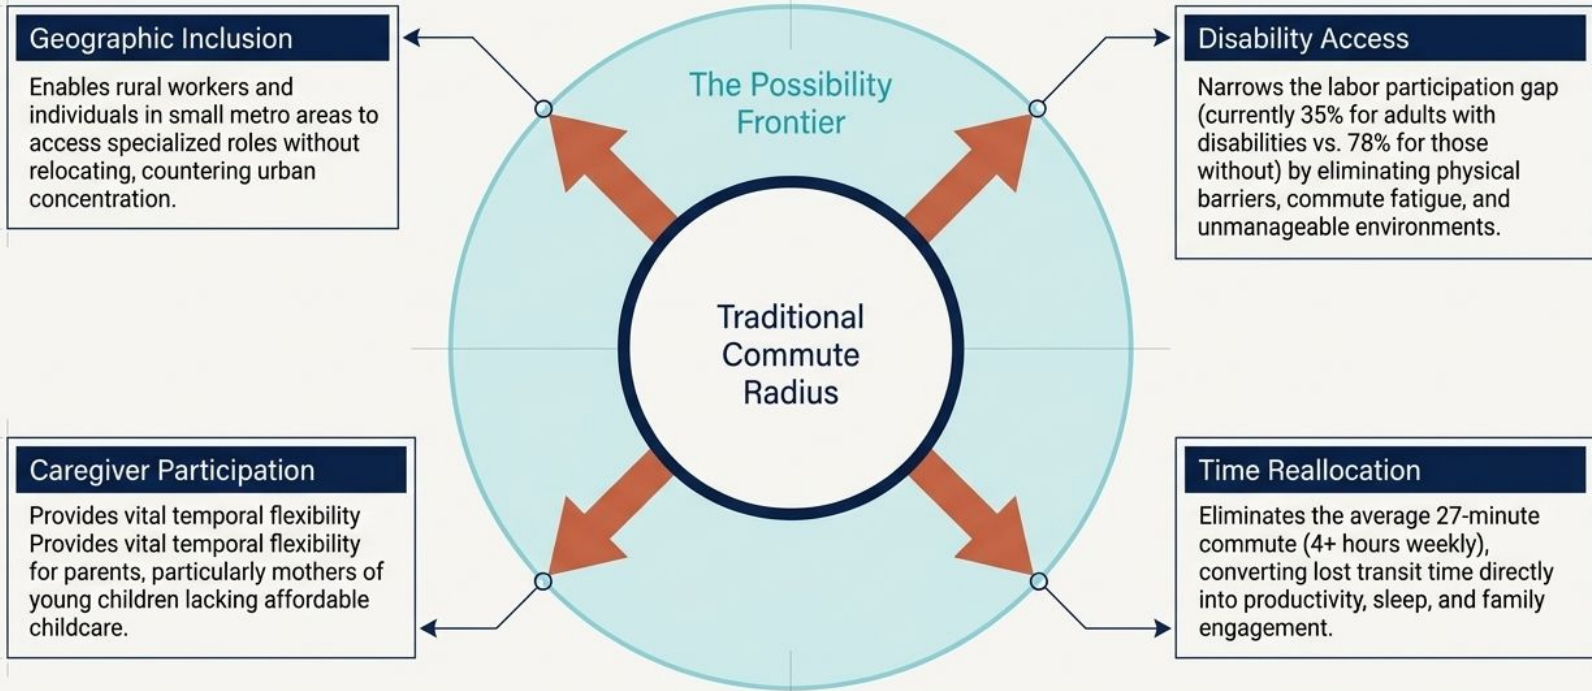 Geographic Inclusion
Enables rural workers and
individuals in small metro areas to
access specialized roles without
relocating, countering urban
concentration.
The Possibility
Frontier
Disability Access
Narrows the labor participation gap
(currently 35% for adults with
disabilities vs. 78% for those
without) by eliminating physical
barriers, commute fatigue, and
unmanageable environments.
Traditional
Commute
Radius
Caregiver Participation
Provides vital temporal flexibility
Provides vital temporal flexibility
for parents, particularly mothers of
young children lacking affordable
childcare.
Time Reallocation
Eliminates the average 27-minute
commute (4+ hours weekly),
converting lost transit time directly
into productivity, sleep, and family
engagement.